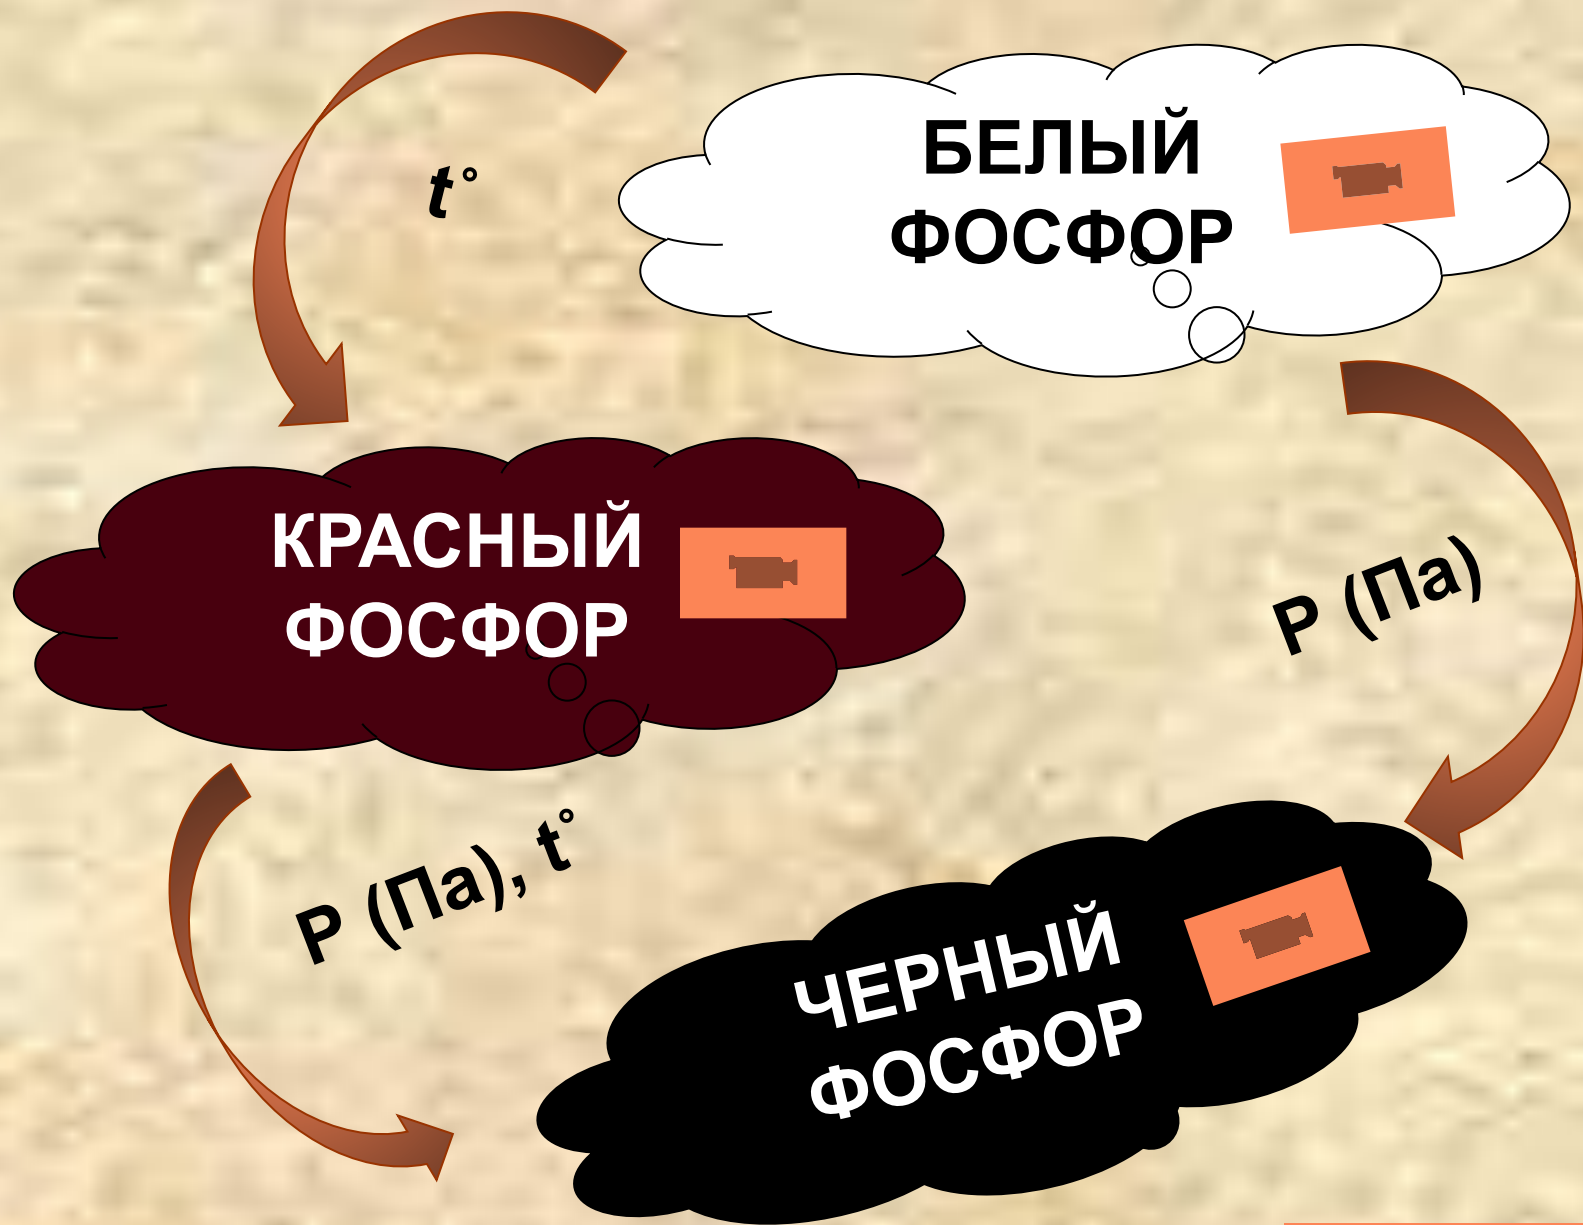 t°
БЕЛЫЙ
ФОСФОР
КРАСНЫЙ
ФОСФОР
Р (Па)
Р (Па), t°
ЧЕРНЫЙ
ФОСФОР